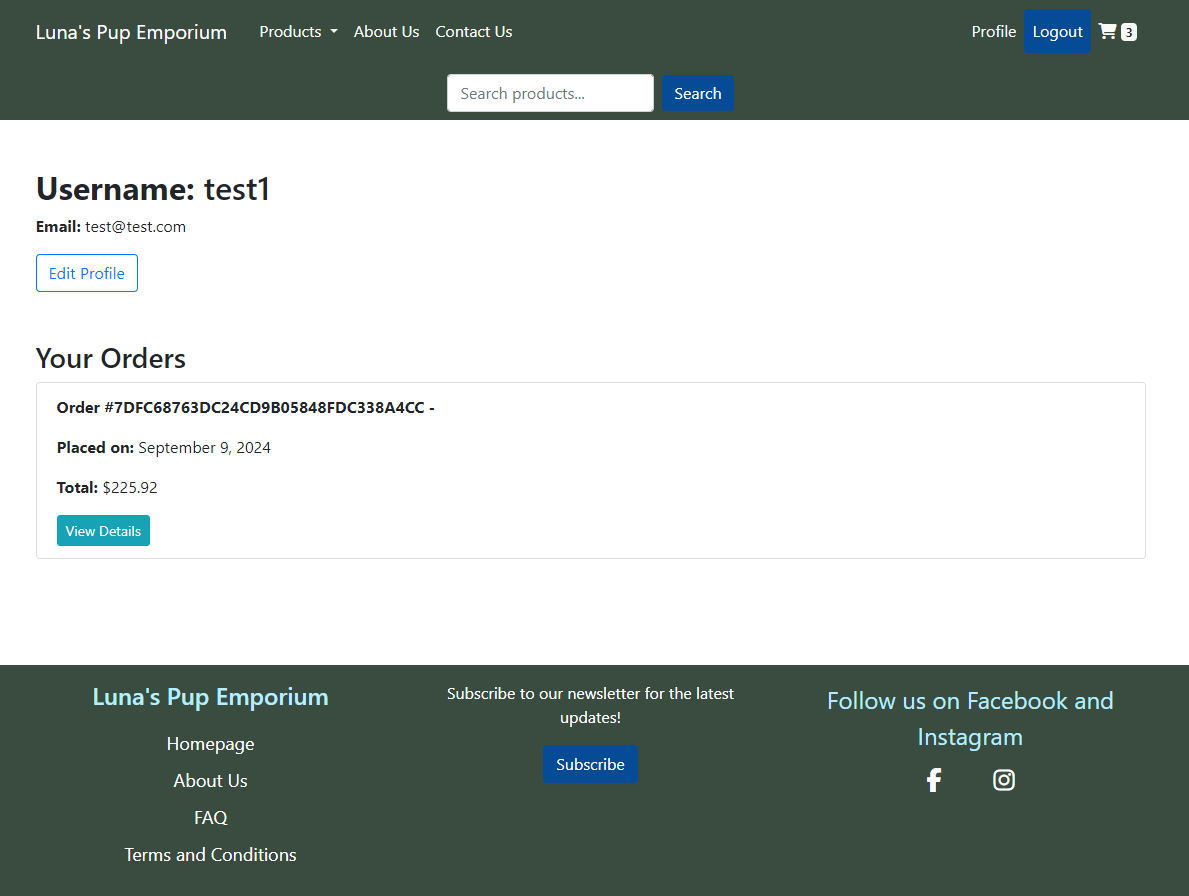 Luna's Pup Emporium Products About Us Contact Us Profile Logout 3
Search products... Search
Username: test1
Email: test@test.com
Edit Profile
Your Orders
Order #7DFC68763DC24CD9B05848FDC338A4CC -
Placed on: September 9, 2024
Total: $225.92
View Details
Luna's Pup Emporium
Homepage
About Us
FAQ
Terms and Conditions
Subscribe to our newsletter for the latest
updates!
Subscribe
Follow us on Facebook and
Instagram